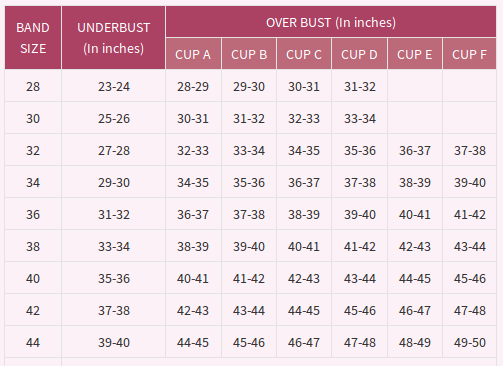 BAND SIZE UNDERBUST (In inches) OVER BUST (In inches)
CUP A CUP B CUP C CUP D CUP E CUP F
28 23-24 28-29 29-30 30-31 31-32
30 25-26 30-31 31-32 32-33 33-34
32 27-28 32-33 33-34 34-35 35-36 36-37 37-38
34 29-30 34-35 35-36 36-37 37-38 38-39 39-40
36 31-32 36-37 37-38 38-39 39-40 40-41 41-42
38 33-34 38-39 39-40 40-41 41-42 42-43 43-44
40 35-36 40-41 41-42 42-43 43-44 44-45 45-46
42 37-38 42-43 43-44 44-45 45-46 46-47 47-48
44 39-40 44-45 45-46 46-47 47-48 48-49 49-50